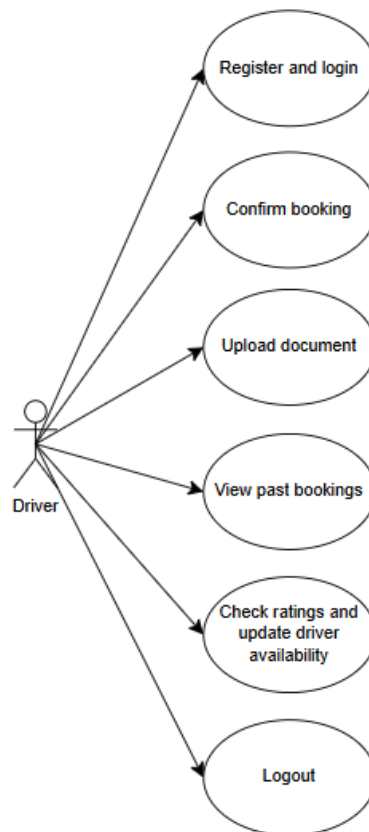 Register and login
Confirm booking
Upload document
View past bookings
Driver
Check ratings and
update driver
availability
Logout